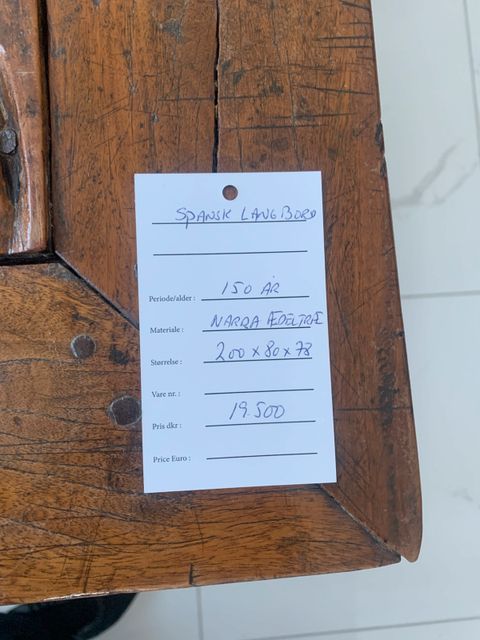 SPANSK LANGBORD
Periode/alder : 150 ÅR
Materiale : NARRA ÆDELTRÆ
Størrelse : 200 x 80 x 78
Vare nr. :
Pris dkr : 19.500
Price Euro :